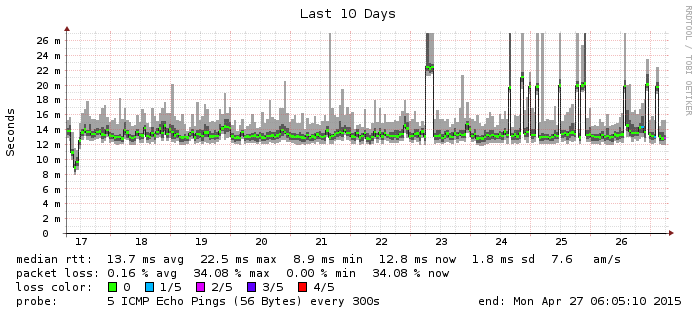 Last 10 Days
RRDTOOL / TOBI OETIKER
Seconds
26 m
24 m
22 m
20 m
18 m
16 m
14 m
12 m
10 m
8 m
6 m
4 m
2 m
0
17 18 19 20 21 22 23 24 25 26
median rtt: 13.7 ms avg 22.5 ms max 8.9 ms min 12.8 ms now 1.8 ms sd 7.6 am/s
packet loss: 0.16 % avg 34.08 % max 0.00 % min 34.08 % now
loss color: 0 1/5 2/5 3/5 4/5
probe: 5 ICMP Echo Pings (56 Bytes) every 300s end: Mon Apr 27 06:05:10 2015